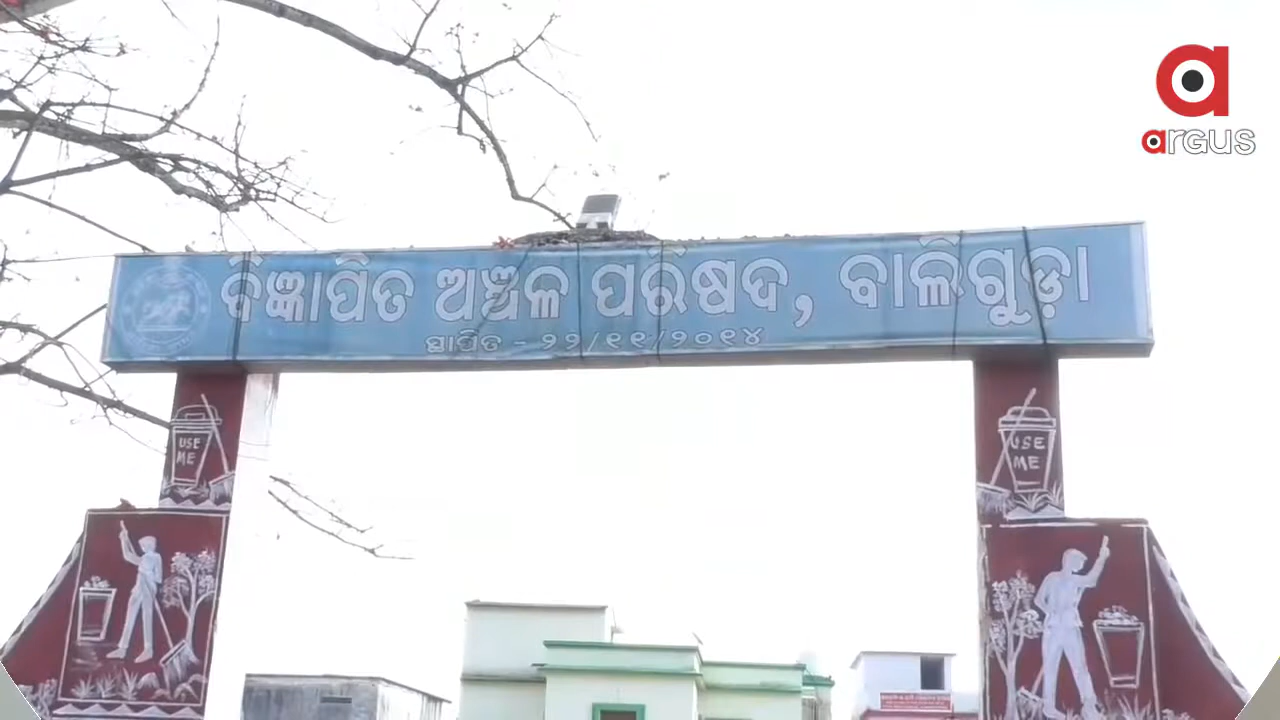 argus
ବିଜ୍ଞାପିତ ଅଞ୍ଚଳ ପରିଷଦ, ବାଲିଗୁଡ଼ା
ସ୍ଥାପିତ - ୨୨/୧୧/୨୦୧୪
USE
ME
USE
ME